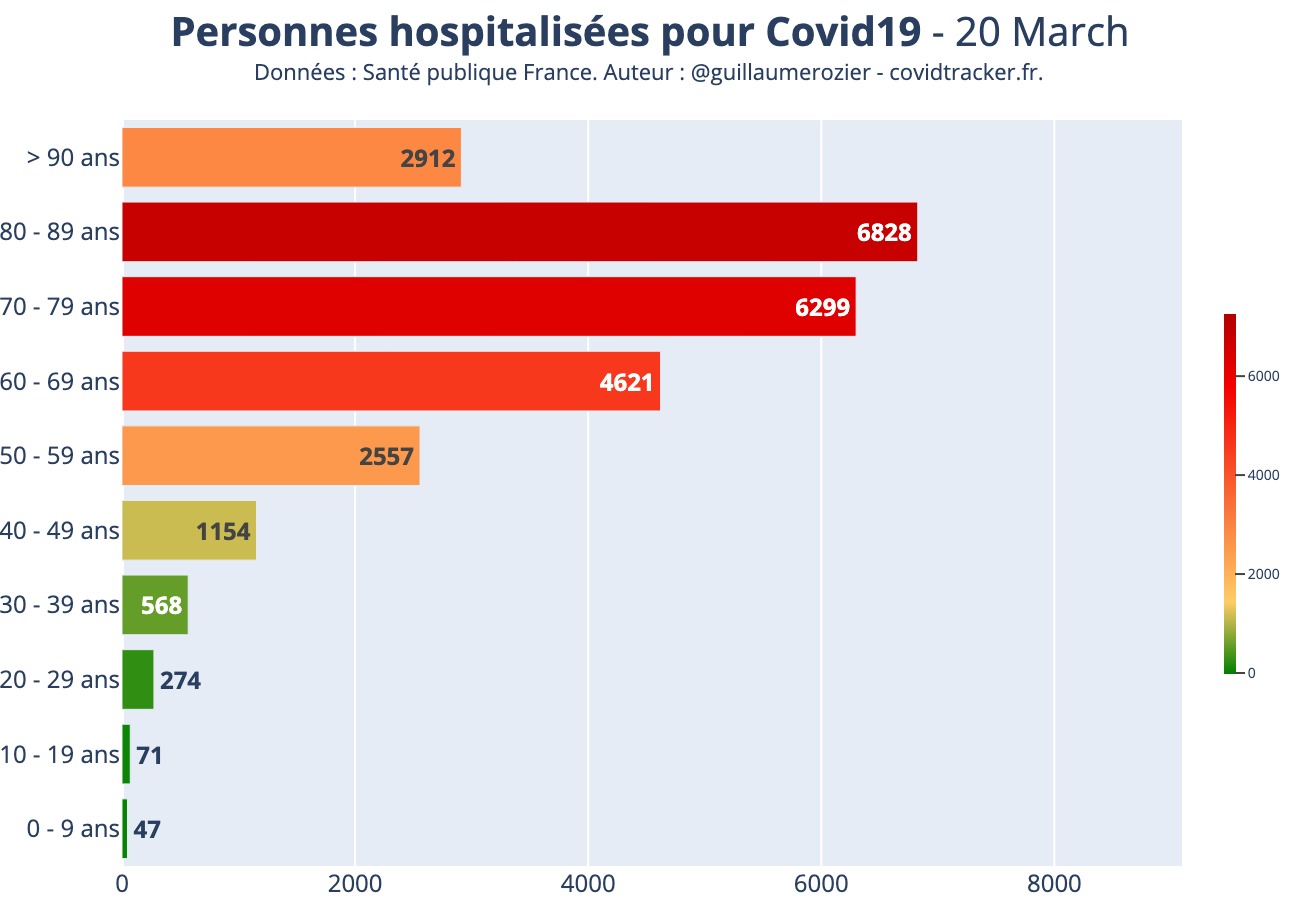 Personnes hospitalisées pour Covid19 - 20 March
Données : Santé publique France. Auteur : @guillaumerozier - covidtracker.fr.
> 90 ans 2912
80 - 89 ans 6828
70 - 79 ans 6299
60 - 69 ans 4621
50 - 59 ans 2557
40 - 49 ans 1154
30 - 39 ans 568
20 - 29 ans 274
10 - 19 ans 71
0 - 9 ans 47
0 2000 4000 6000 8000
6000
4000
2000
0